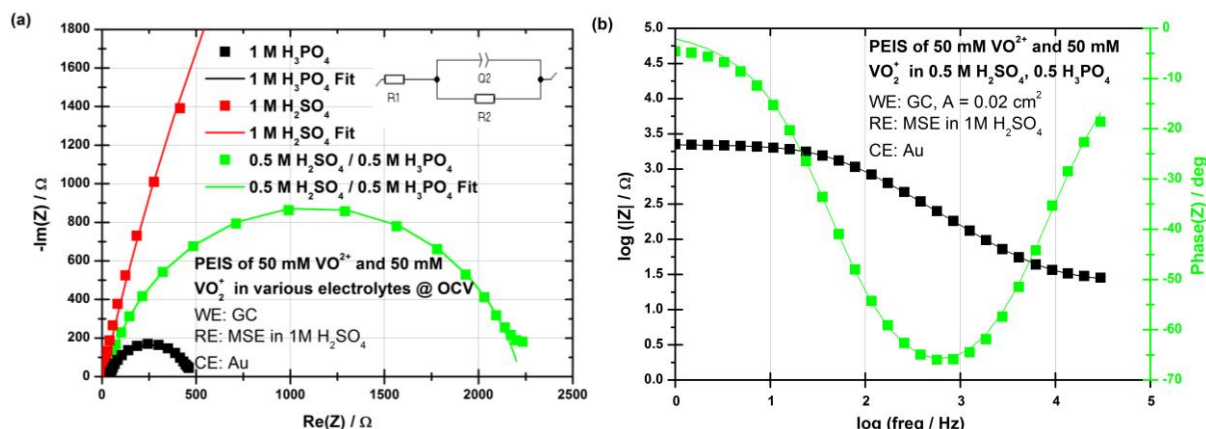 (a)
1800
1600
1400
1200
1000
800
600
400
200
0
-Im(Z) / Ω
1 M H₃PO₄
1 M H₃PO₄ Fit
1 M H₂SO₄
1 M H₂SO₄ Fit
0.5 M H₂SO₄ / 0.5 M H₃PO₄
0.5 M H₂SO₄ / 0.5 M H₃PO₄ Fit
R1
Q2
R2
PEIS of 50 mM VO²⁺ and 50 mM
VO₂⁺ in various electrolytes @ OCV
WE: GC
RE: MSE in 1M H₂SO₄
CE: Au
0 500 1000 1500 2000 2500
Re(Z) / Ω
(b)
5.0
4.5
4.0
3.5
3.0
2.5
2.0
1.5
1.0
0.5
0.0
log (|Z| / Ω)
PEIS of 50 mM VO²⁺ and 50 mM
VO₂⁺ in 0.5 M H₂SO₄, 0.5 H₃PO₄
WE: GC, A = 0.02 cm²
RE: MSE in 1M H₂SO₄
CE: Au
0
-10
-20
-30
-40
-50
-60
-70
Phase(Z) / deg
0 1 2 3 4 5
log (freq / Hz)